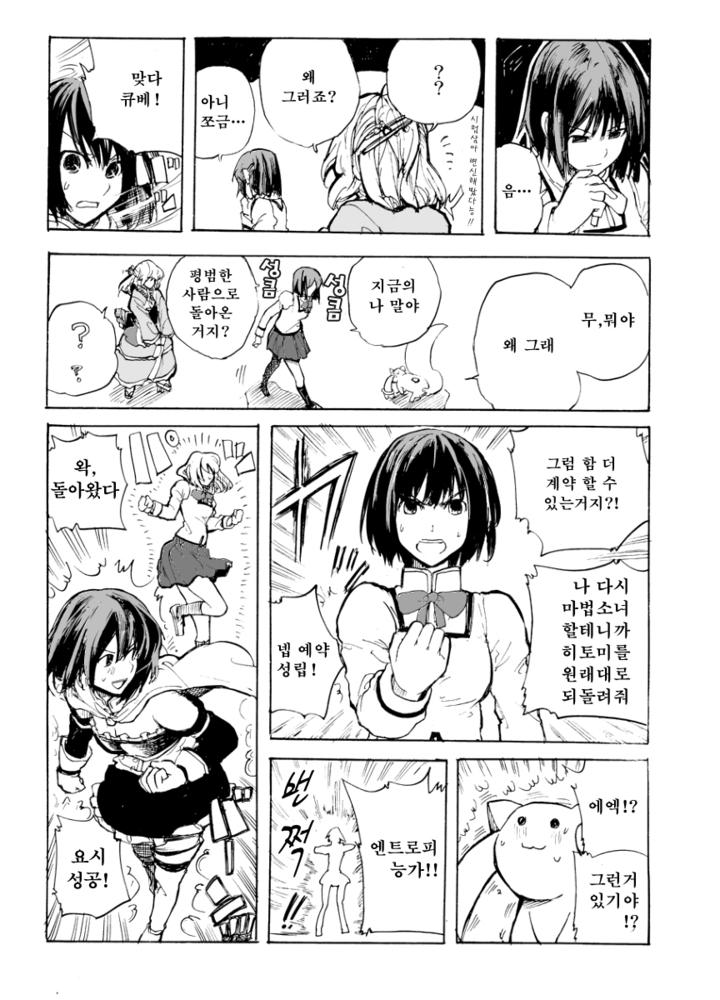 음…
?
?
시험삼아 변신해봤다능!!
왜
그러죠?
아니
쪼금…
맞다
큐베!
무,뭐야
왜 그래
지금의
나 말야
성큼
성큼
평범한
사람으로
돌아온
거지?
?
?
그럼 함 더
계약 할 수
있는거지?!
나 다시
마법소녀
할테니까
히토미를
원래대로
되돌려줘
넵 예약
성립!
왁,
돌아왔다
요시
성공!
에엑!?
그런거
있기야
!?
엔트로피
능가!!
빤
쩍
!!